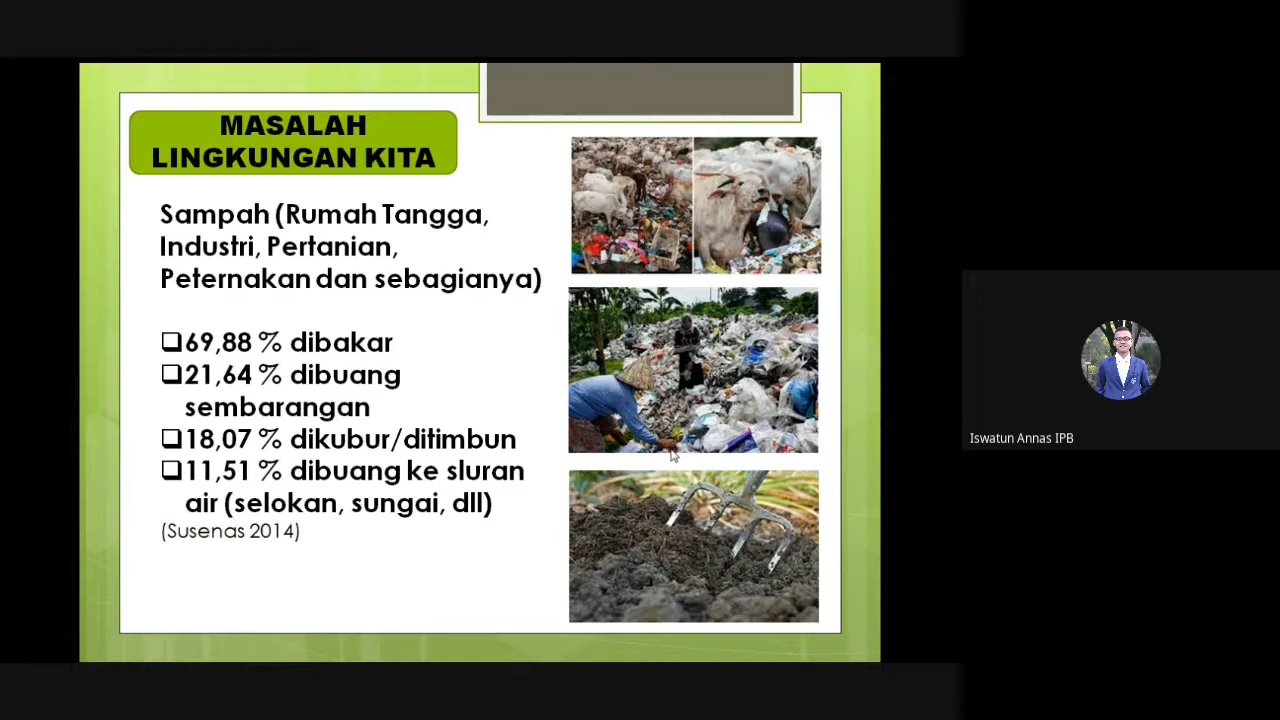 MASALAH
LINGKUNGAN KITA
Sampah (Rumah Tangga,
Industri, Pertanian,
Peternakan dan sebagianya)
❑69,88 % dibakar
❑21,64 % dibuang
sembarangan
❑18,07 % dikubur/ditimbun
❑11,51 % dibuang ke sluran
air (selokan, sungai, dll)
(Susenas 2014)
Iswatun Annas IPB